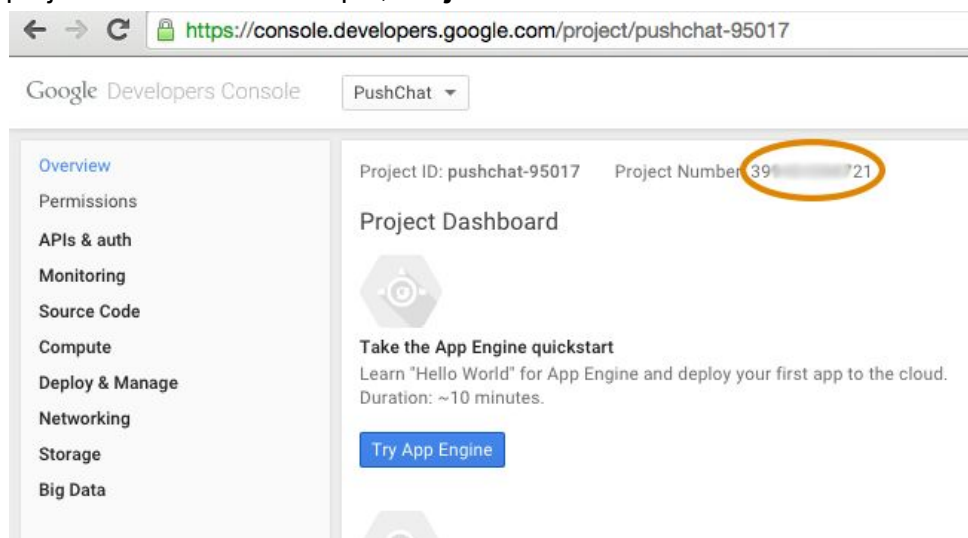 https://console.developers.google.com/project/pushchat-95017
Google Developers Console PushChat
Overview
Permissions
APIs & auth
Monitoring
Source Code
Compute
Deploy & Manage
Networking
Storage
Big Data
Project ID: pushchat-95017 Project Number 39 721
Project Dashboard
Take the App Engine quickstart
Learn "Hello World" for App Engine and deploy your first app to the cloud.
Duration: ~10 minutes.
Try App Engine